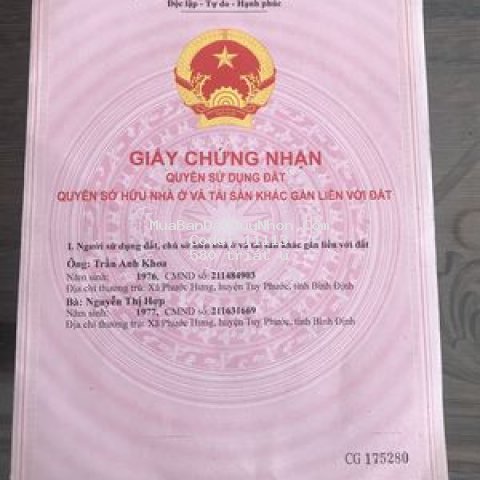 Độc lập - Tự do - Hạnh phúc
GIẤY CHỨNG NHẬN
QUYỀN SỬ DỤNG ĐẤT
QUYỀN SỞ HỮU NHÀ Ở VÀ TÀI SẢN KHÁC GẮN LIỀN VỚI ĐẤT
MuaBanDatQuyNhon.com
I. Người sử dụng đất, chủ sở hữu nhà ở và tài sản khác gắn liền với đất
580 triệt u
Ông: Trần Anh Khoa
Năm sinh: 1976, CMND số: 211484903
Địa chỉ thường trú: Xã Phước Hưng, huyện Tuy Phước, tỉnh Bình Định
Bà: Nguyễn Thị Hợp
Năm sinh: 1977, CMND số: 211631669
Địa chỉ thường trú: Xã Phước Hưng, huyện Tuy Phước, tỉnh Bình Định
CG 175280